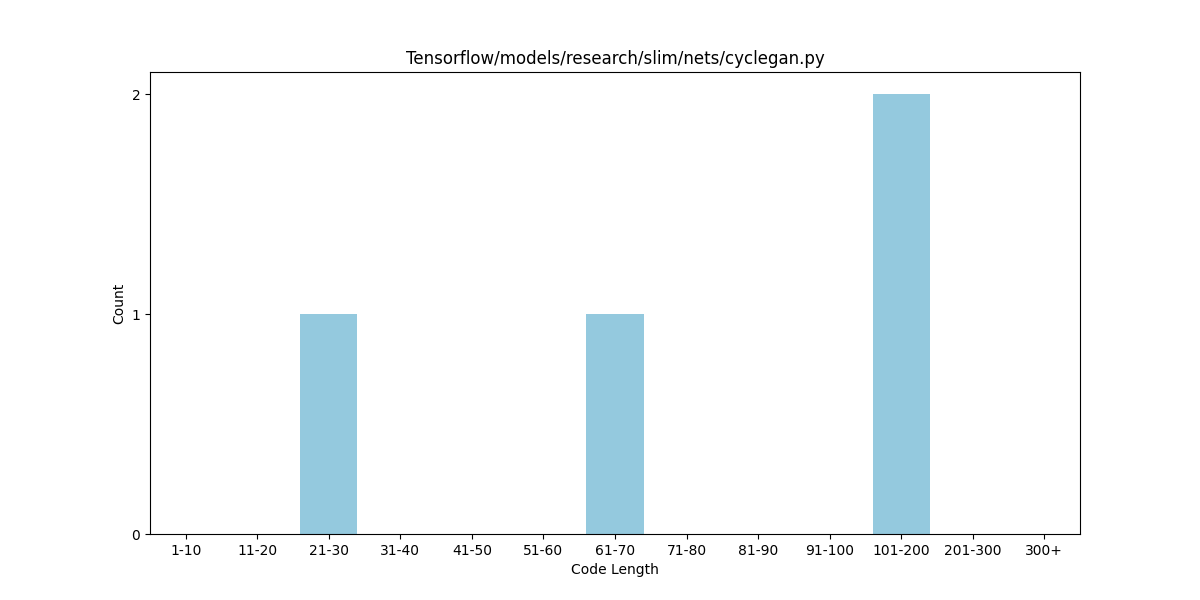 Tensorflow/models/research/slim/nets/cyclegan.py
Count
2
1
0
1-10 11-20 21-30 31-40 41-50 51-60 61-70 71-80 81-90 91-100 101-200 201-300 300+
Code Length